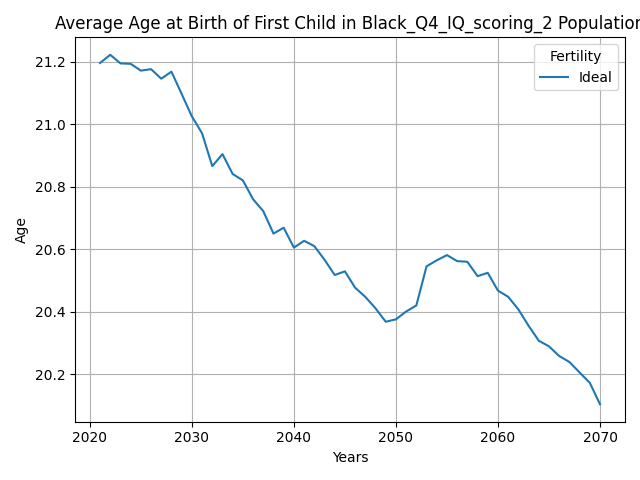 Average Age at Birth of First Child in Black_Q4_IQ_scoring_2 Population
Fertility
Ideal
21.2
21.0
20.8
20.6
20.4
20.2
Age
2020 2030 2040 2050 2060 2070
Years